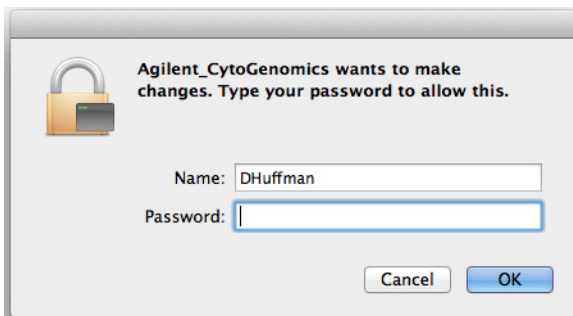 Agilent_CytoGenomics wants to make
changes. Type your password to allow this.
Name: DHuffman
Password:
Cancel OK